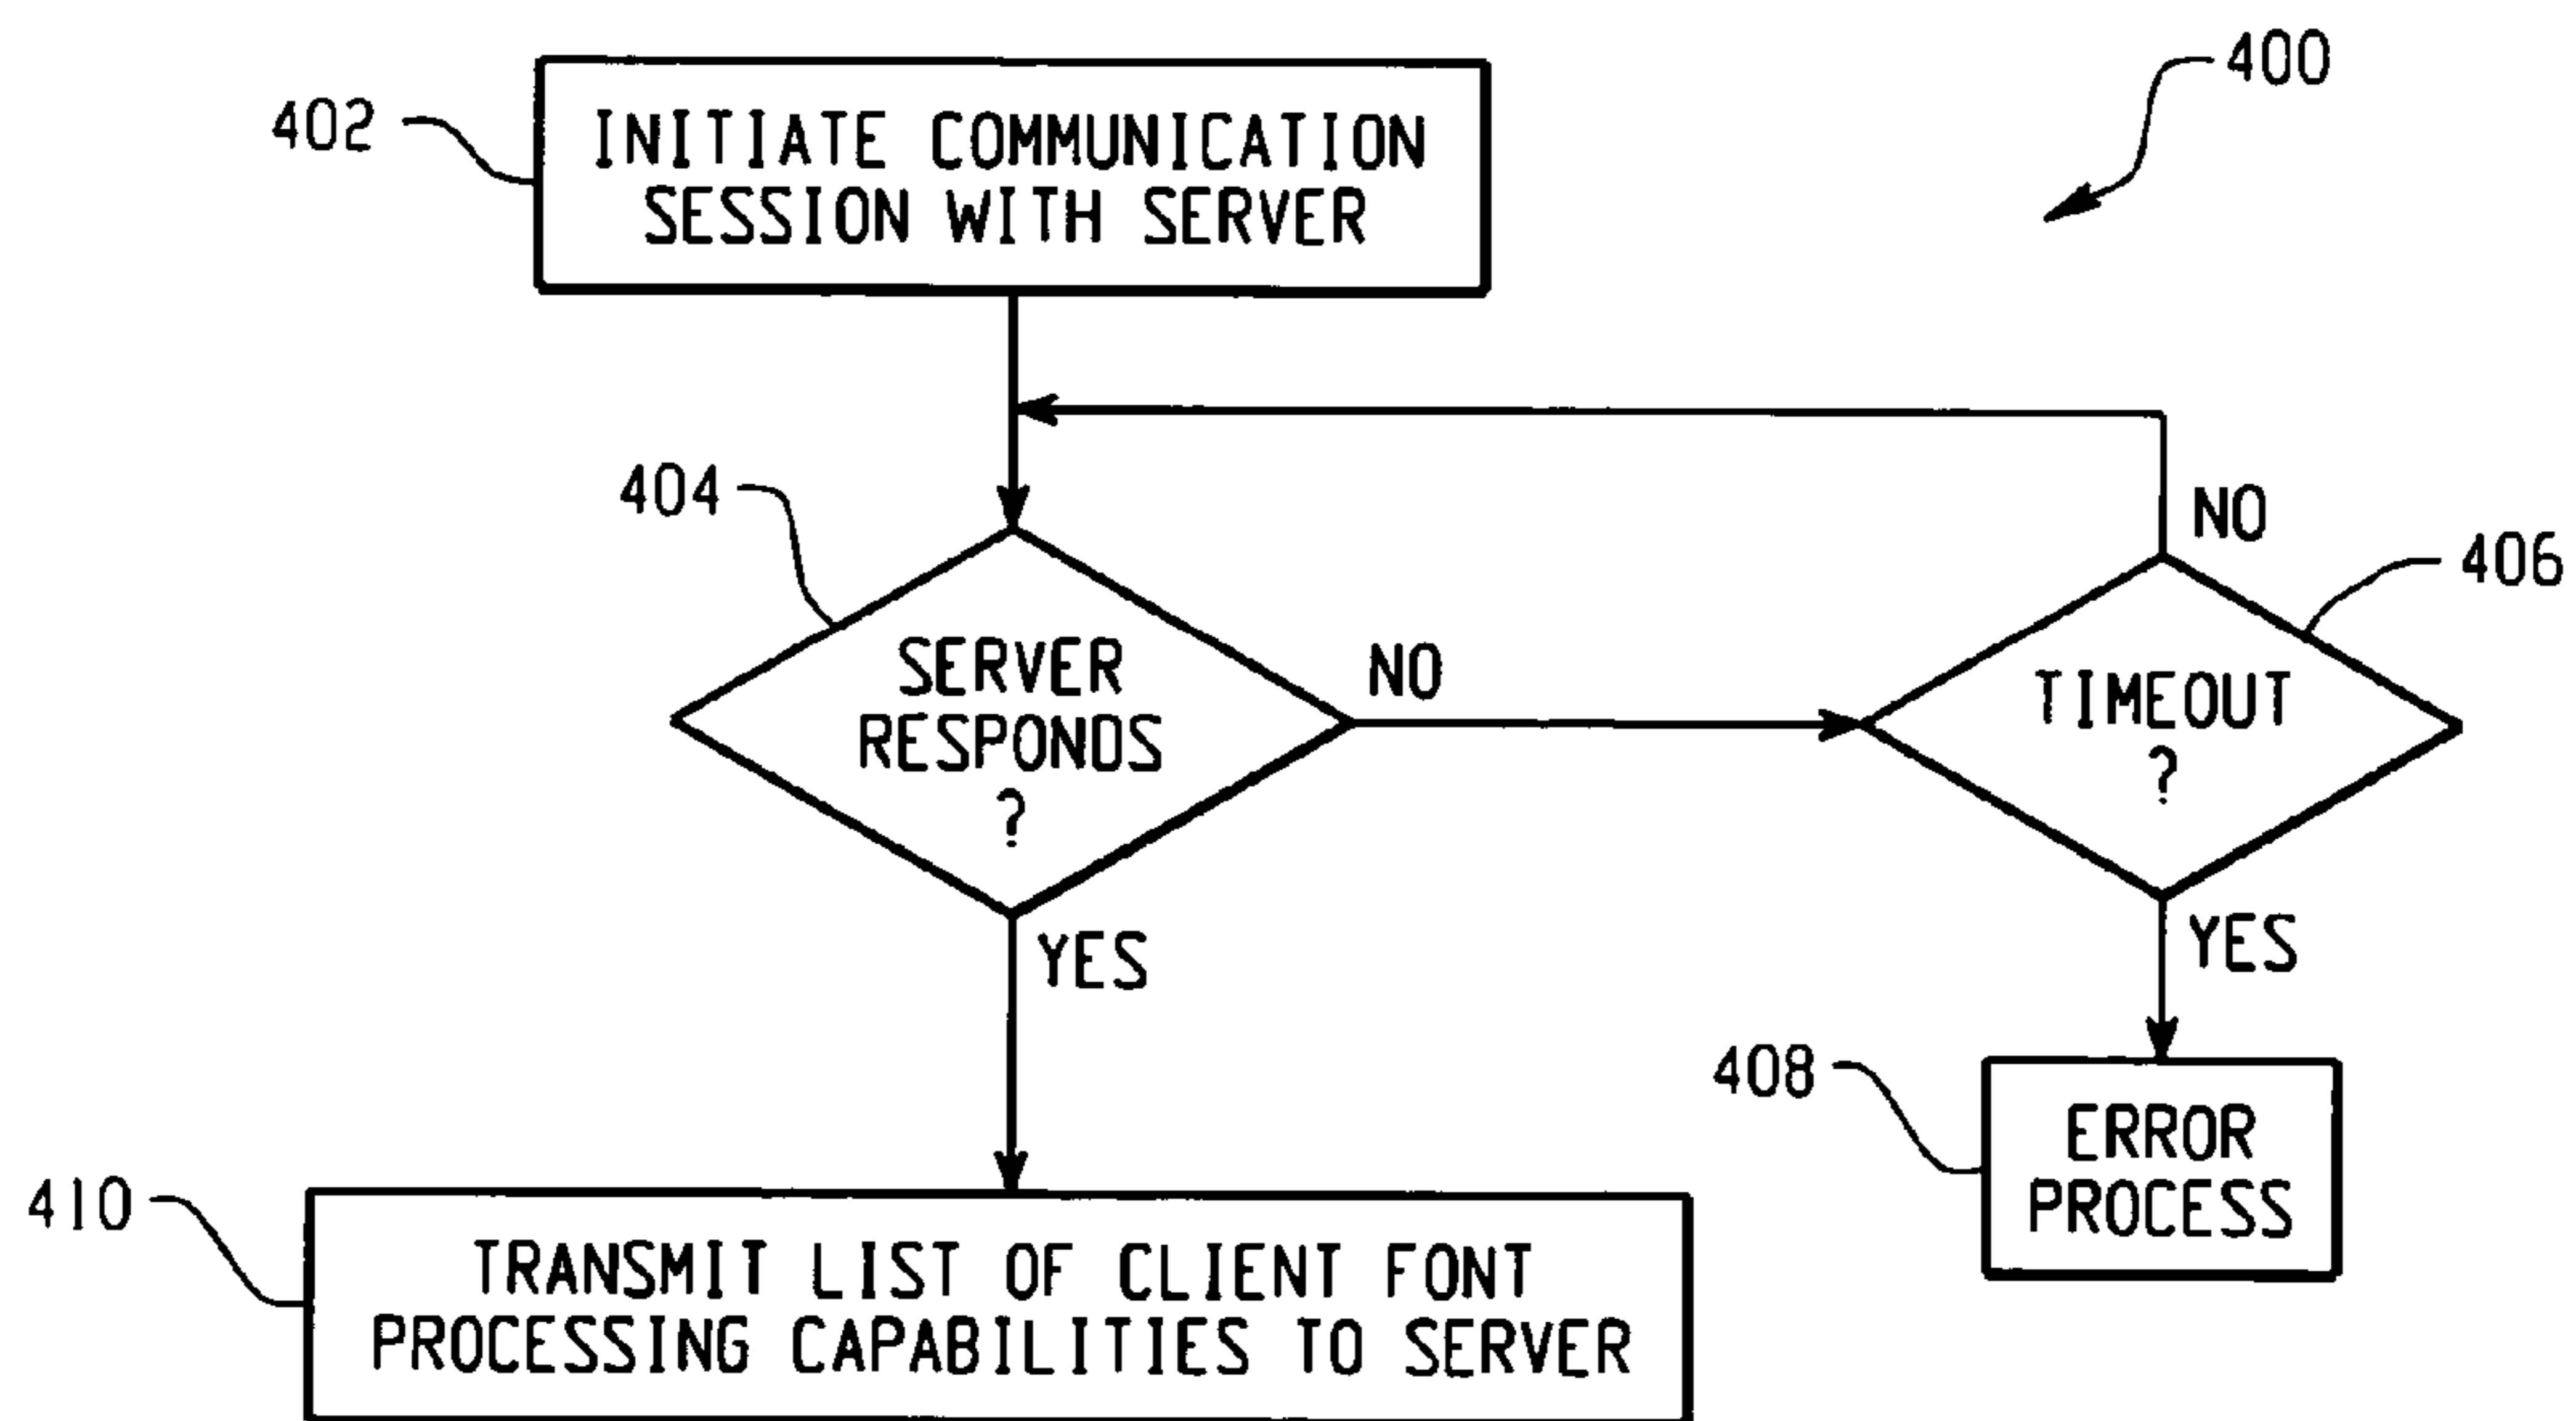 400
402
INITIATE COMMUNICATION
SESSION WITH SERVER
404
NO
406
SERVER
RESPONDS
?
NO
TIMEOUT
?
YES
YES
408
ERROR
PROCESS
410
TRANSMIT LIST OF CLIENT FONT
PROCESSING CAPABILITIES TO SERVER